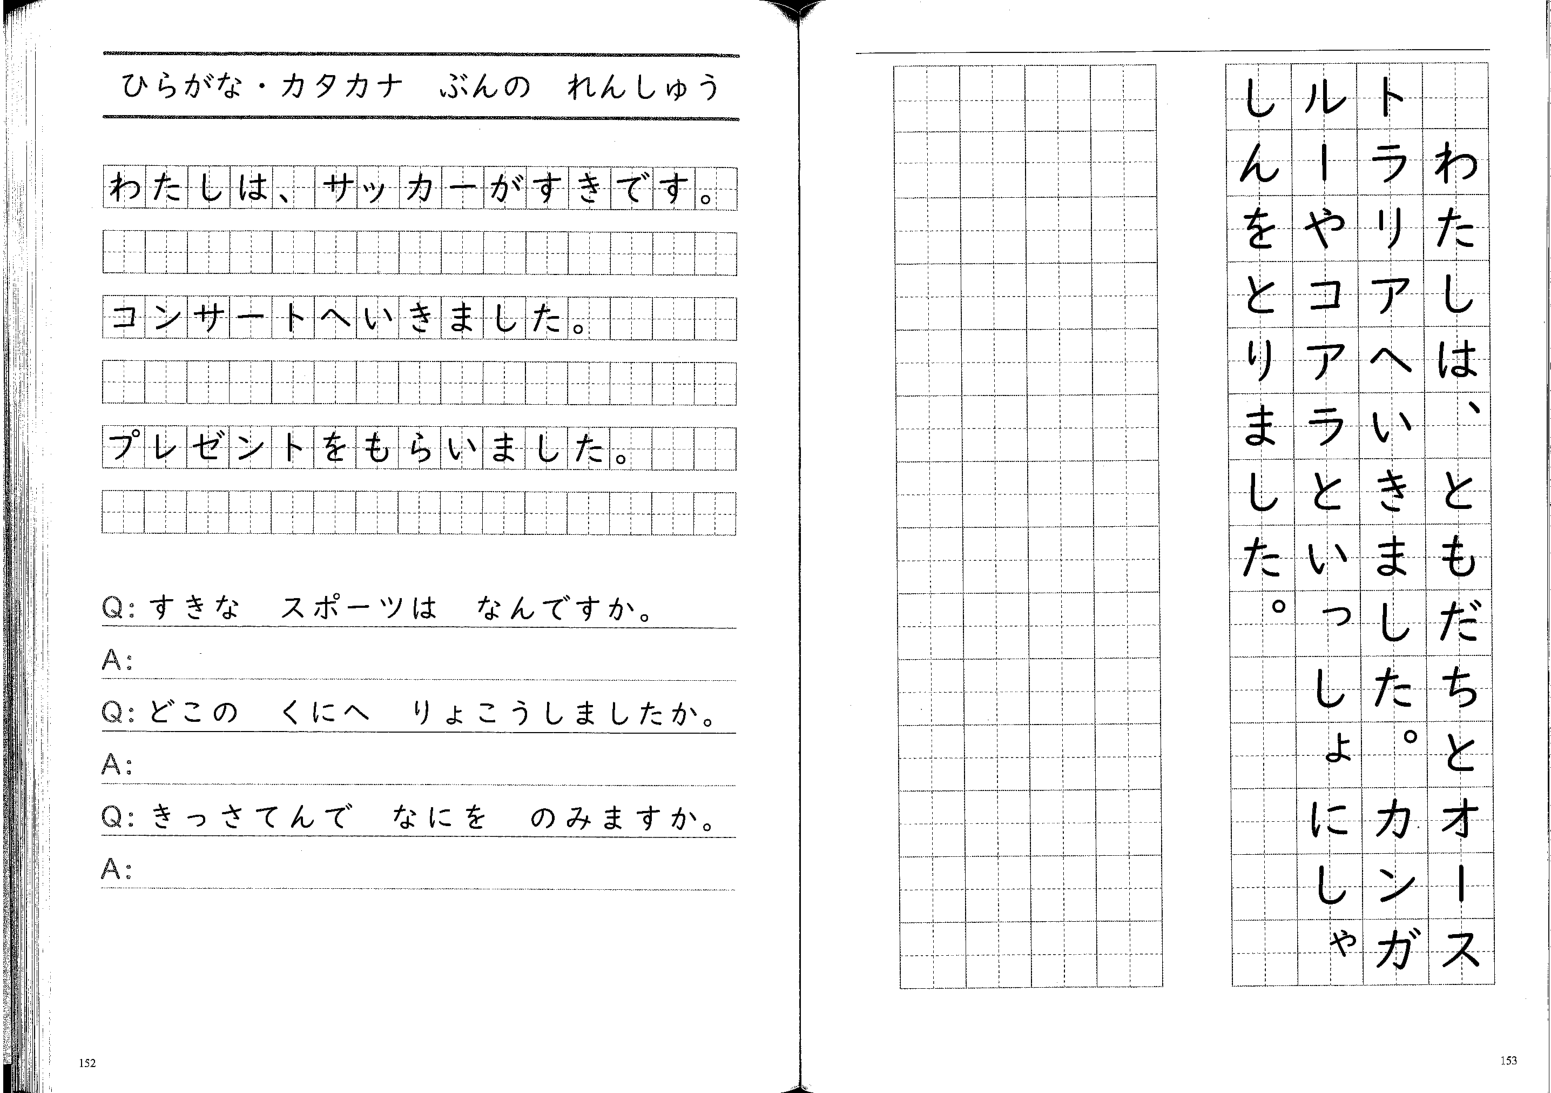 ひらがな・カタカナ　ぶんの　れんしゅう
わたしは、サッカーがすきです。
コンサートへいきました。
プレゼントをもらいました。
Q: すきな　スポーツは　なんですか。
A:
Q: どこの　くにへ　りょこうしましたか。
A:
Q: きっさてんで　なにを　のみますか。
A:
152
わたしは、ともだちとオース
トラリアへいきました。カンガ
ルーやコアラといっしょにしゃ
しんをとりました。
153